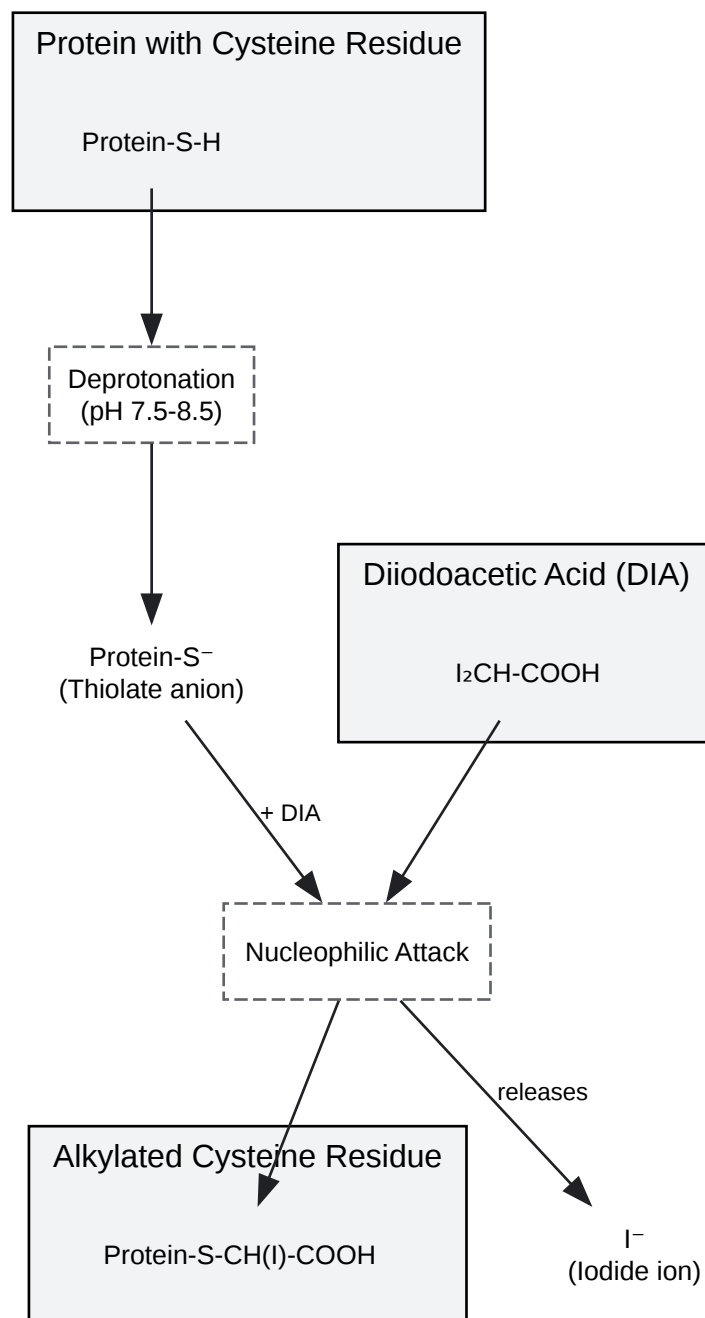 Protein with Cysteine Residue
Protein-S-H
Deprotonation
(pH 7.5-8.5)
Diiodoacetic Acid (DIA)
Protein-S⁻
(Thiolate anion)
I₂CH-COOH
+ DIA
Nucleophilic Attack
releases
Alkylated Cysteine Residue
Protein-S-CH(I)-COOH
I⁻
(Iodide ion)